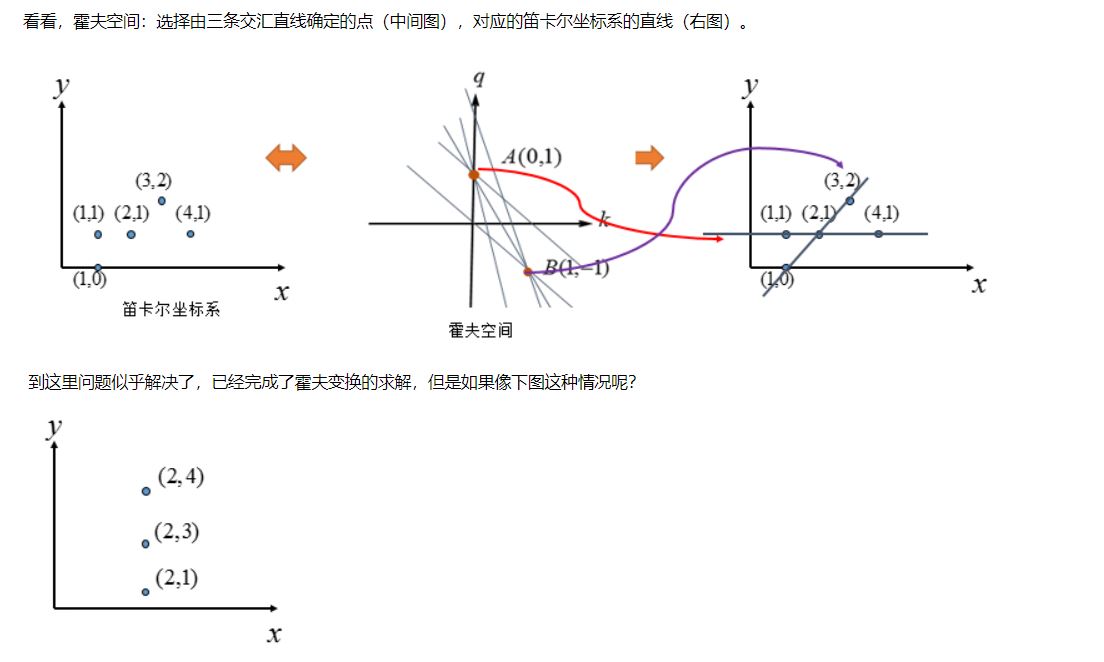 看看，霍夫空间：选择由三条交汇直线确定的点（中间图），对应的笛卡尔坐标系的直线（右图）。
y
(3,2)
(1,1) (2,1) (4,1)
(1,0)
x
笛卡尔坐标系
q
A(0,1)
k
B(1,−1)
霍夫空间
y
(3,2)
(1,1) (2,1) (4,1)
(1,0)
x
到这里问题似乎解决了，已经完成了霍夫变换的求解，但是如果像下图这种情况呢？
y
(2,4)
(2,3)
(2,1)
x